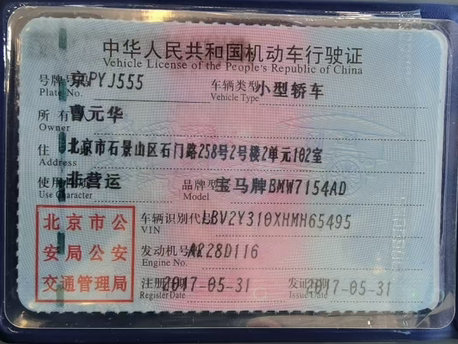 中华人民共和国机动车行驶证
Vehicle License of the People's Republic of China
号牌号码 京PYJ555 车辆类型 小型轿车
Plate No. Vehicle Type
所有人 曹元华
Owner
住 北京市石景山区石门路258号2号楼2单元102室
Address
使用 非营运 品牌型号 宝马牌BMW7154AD
Use Character Model
北京市公
安局公安
交通管理局
车辆识别代 LBV2Y310XHMH65495
VIN
发动机号 A228D116
Engine No.
注册 2017-05-31 发证日期 2017-05-31
Register Date Issue Date